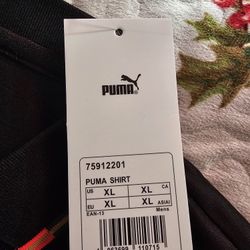 PUMA
75912201
PUMA SHIRT
US XL XL CA
EU XL XL ASIA
EAN-13 Mens